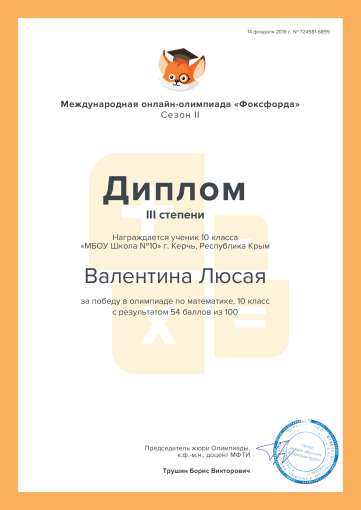 14 февраля 2016 г. № 724581-6895
Международная онлайн-олимпиада «Фоксфорда»
Сезон II
Диплом
III степени
Награждается ученик 10 класса
«МБОУ Школа №10» г. Керчь, Республика Крым
Валентина Люсая
за победу в олимпиаде по математике, 10 класс
с результатом 54 баллов из 100
Председатель жюри Олимпиады,
к.ф.-м.н., доцент МФТИ
Трушин Борис Викторович